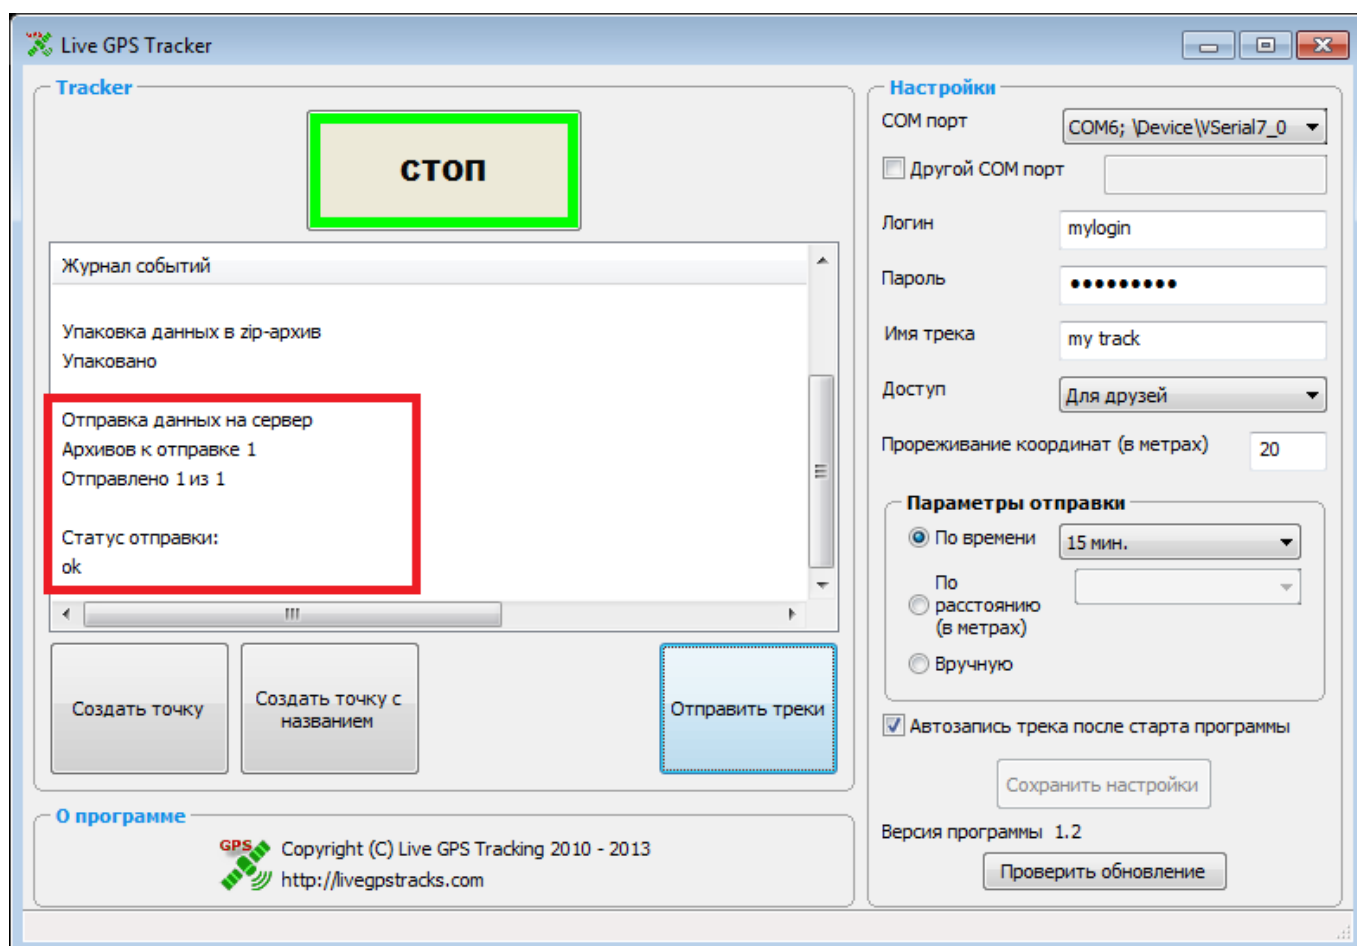 Live GPS Tracker
Tracker
стоп
Журнал событий
Упаковка данных в zip-архив
Упаковано
Отправка данных на сервер
Архивов к отправке 1
Отправлено 1 из 1
Статус отправки:
ok
Создать точку
Создать точку с
названием
Отправить треки
О программе
GPS
Copyright (C) Live GPS Tracking 2010 - 2013
http://livegpstracks.com
Настройки
COM порт
COM6; \Device\VSerial7_0
Другой COM порт
Логин
mylogin
Пароль
•••••••••
Имя трека
my track
Доступ
Для друзей
Прореживание координат (в метрах)
20
Параметры отправки
По времени
15 мин.
По
расстоянию
(в метрах)
Вручную
Автозапись трека после старта программы
Сохранить настройки
Версия программы 1.2
Проверить обновление